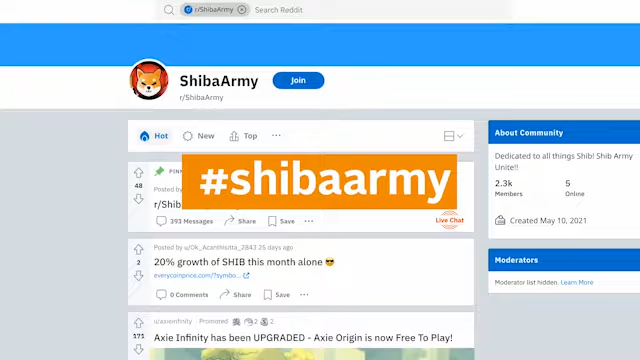 r/ShibaArmy
Search Reddit
ShibaArmy
Join
r/ShibaArmy
Hot
New
Top
#shibaarmy
48
Posted by
393 Messages
Share
Save
Live Chat
Posted by u/Ok_Acanthisitta_2843 25 days ago
2
20% growth of SHIB this month alone 😎
everycoinprice.com/?symbo...
0 Comments
Share
Save
u/axieinfinity · Promoted
2
2
171
Axie Infinity has been UPGRADED - Axie Origin is now Free To Play!
About Community
Dedicated to all things Shib! Shib Army
Unite!!
2.3k
5
Members
Online
Created May 10, 2021
Moderators
Moderator list hidden. Learn More